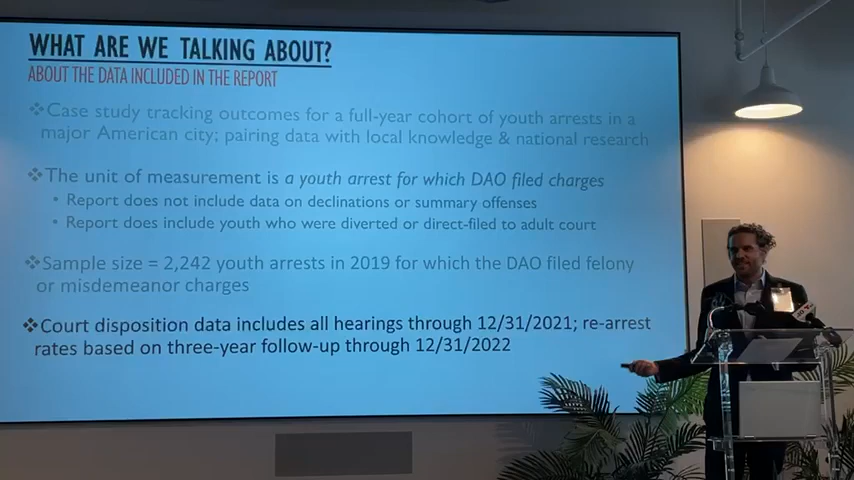 WHAT ARE WE TALKING ABOUT?
ABOUT THE DATA INCLUDED IN THE REPORT
❖Case study tracking outcomes for a full-year cohort of youth arrests in a
major American city; pairing data with local knowledge & national research
❖The unit of measurement is a youth arrest for which DAO filed charges
• Report does not include data on declinations or summary offenses
• Report does include youth who were diverted or direct-filed to adult court
❖Sample size = 2,242 youth arrests in 2019 for which the DAO filed felony
or misdemeanor charges
❖Court disposition data includes all hearings through 12/31/2021; re-arrest
rates based on three-year follow-up through 12/31/2022